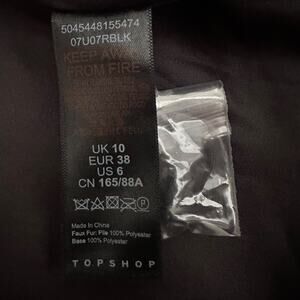 5045448155474
07U07RBLK
KEEP AWAY
FROM FIRE
UK 10
EUR 38
US 6
CN 165/88A
Made In China
Faux Fur: Pile 100% Polyester
Base 100% Polyester
TOPSHOP